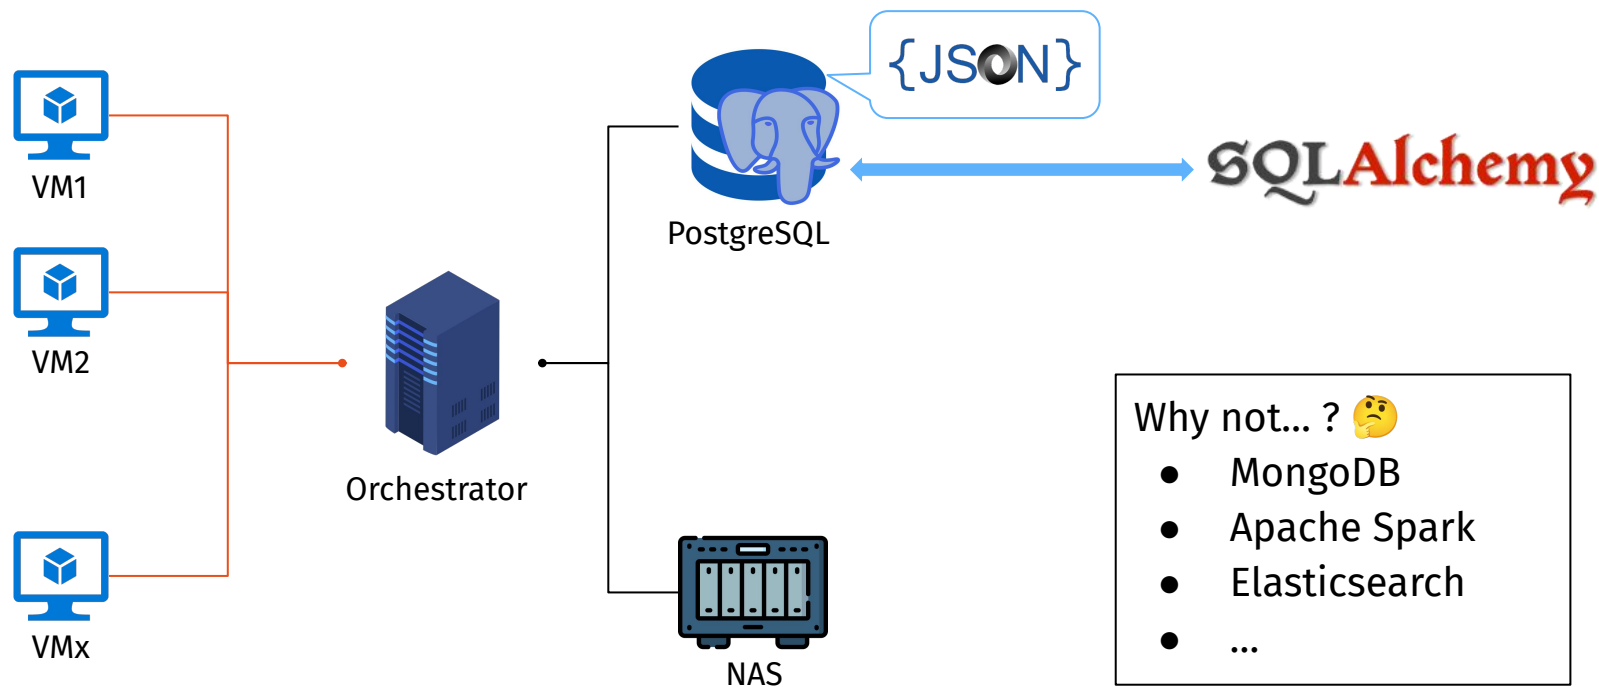 {JSON}
VM1
SQLAlchemy
PostgreSQL
VM2
Orchestrator
Why not... ? 🤔
● MongoDB
● Apache Spark
● Elasticsearch
● ...
VMx
NAS